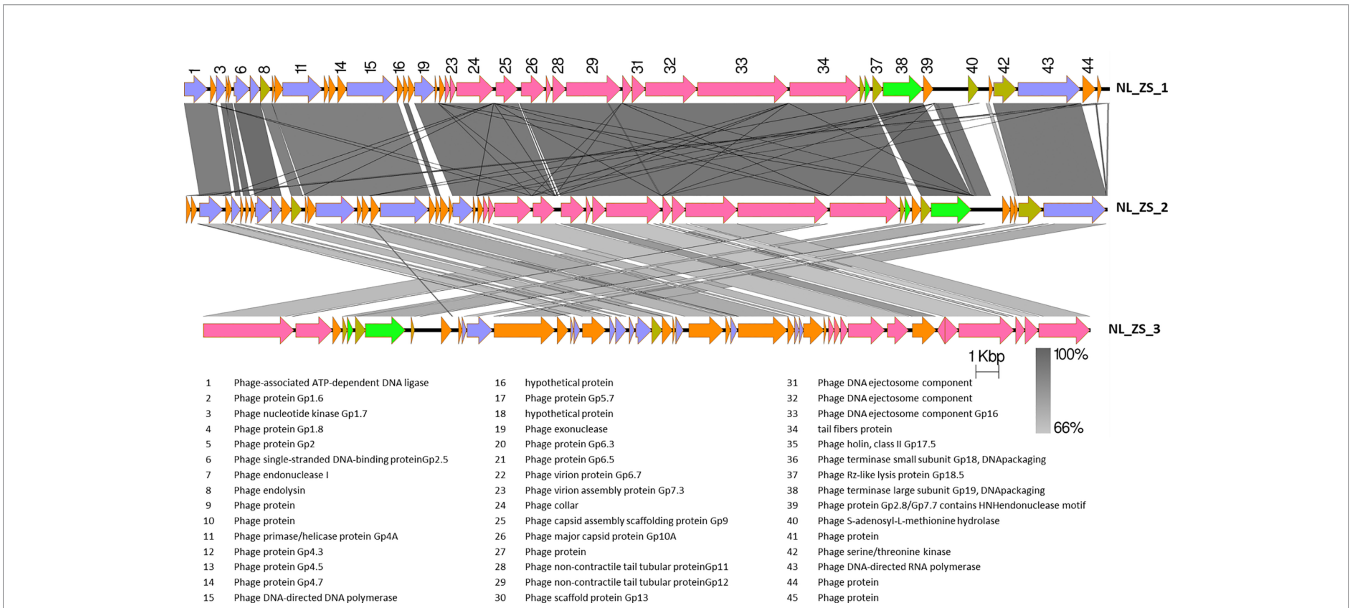 1 3 6 8 11 14 15 16 19 23 24 26 28 29 31 32 33 34 37 38 39 40 42 43 44
NL_ZS_1
NL_ZS_2
NL_ZS_3
1 Kbp
100%
66%
1 Phage-associated ATP-dependent DNA ligase
2 Phage protein Gp1.6
3 Phage nucleotide kinase Gp1.7
4 Phage protein Gp1.8
5 Phage protein Gp2
6 Phage single-stranded DNA-binding proteinGp2.5
7 Phage endonuclease I
8 Phage endolysin
9 Phage protein
10 Phage protein
11 Phage primase/helicase protein Gp4A
12 Phage protein Gp4.3
13 Phage protein Gp4.5
14 Phage protein Gp4.7
15 Phage DNA-directed DNA polymerase
16 hypothetical protein
17 Phage protein Gp5.7
18 hypothetical protein
19 Phage exonuclease
20 Phage protein Gp6.3
21 Phage protein Gp6.5
22 Phage virion protein Gp6.7
23 Phage virion assembly protein Gp7.3
24 Phage collar
25 Phage capsid assembly scaffolding protein Gp9
26 Phage major capsid protein Gp10A
27 Phage protein
28 Phage non-contractile tail tubular proteinGp11
29 Phage non-contractile tail tubular proteinGp12
30 Phage scaffold protein Gp13
31 Phage DNA ejectosome component
32 Phage DNA ejectosome component
33 Phage DNA ejectosome component Gp16
34 tail fibers protein
35 Phage holin, class II Gp17.5
36 Phage terminase small subunit Gp18, DNApackaging
37 Phage Rz-like lysis protein Gp18.5
38 Phage terminase large subunit Gp19, DNApackaging
39 Phage protein Gp2.8/Gp7.7 contains HNHendonuclease motif
40 Phage S-adenosyl-L-methionine hydrolase
41 Phage protein
42 Phage serine/threonine kinase
43 Phage DNA-directed RNA polymerase
44 Phage protein
45 Phage protein